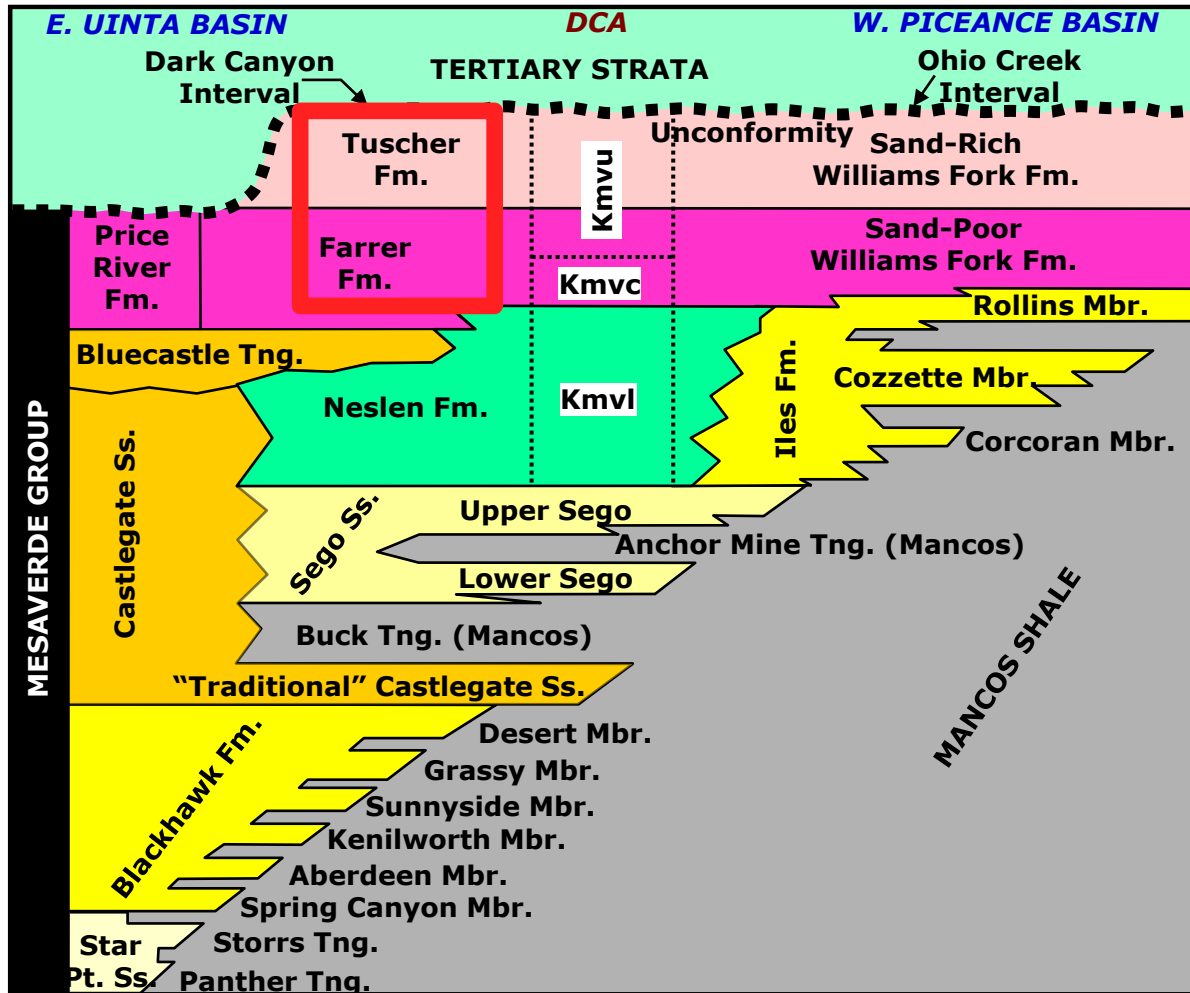 E. UINTA BASIN
DCA
W. PICEANCE BASIN
Dark Canyon
Interval
TERTIARY STRATA
Ohio Creek
Interval
Unconformity
Tuscher
Fm.
Sand-Rich
Williams Fork Fm.
Kmvu
Price
River
Fm.
Farrer
Fm.
Kmvc
Sand-Poor
Williams Fork Fm.
Rollins Mbr.
Bluecastle Tng.
Neslen Fm.
Kmvl
Iles Fm.
Cozzette Mbr.
Corcoran Mbr.
MESAVERDE GROUP
Castlegate Ss.
Sego Ss.
Upper Sego
Anchor Mine Tng. (Mancos)
Lower Sego
Buck Tng. (Mancos)
“Traditional” Castlegate Ss.
MANCOS SHALE
Blackhawk Fm.
Desert Mbr.
Grassy Mbr.
Sunnyside Mbr.
Kenilworth Mbr.
Aberdeen Mbr.
Spring Canyon Mbr.
Star
Pt. Ss.
Storrs Tng.
Panther Tng.